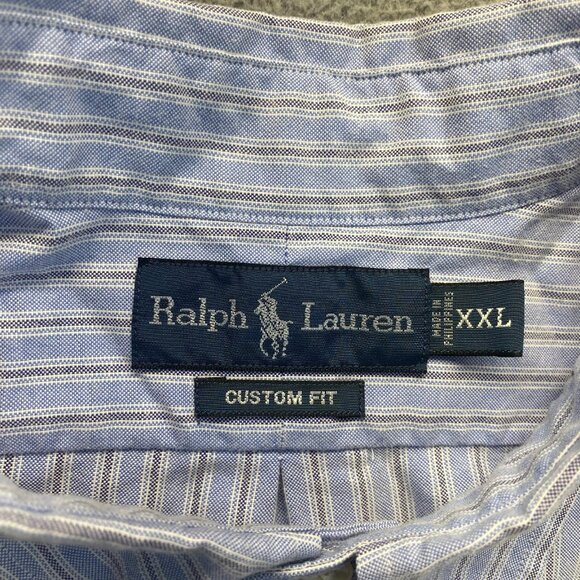 Ralph Lauren
MADE IN
PHILIPPINES
XXL
CUSTOM FIT